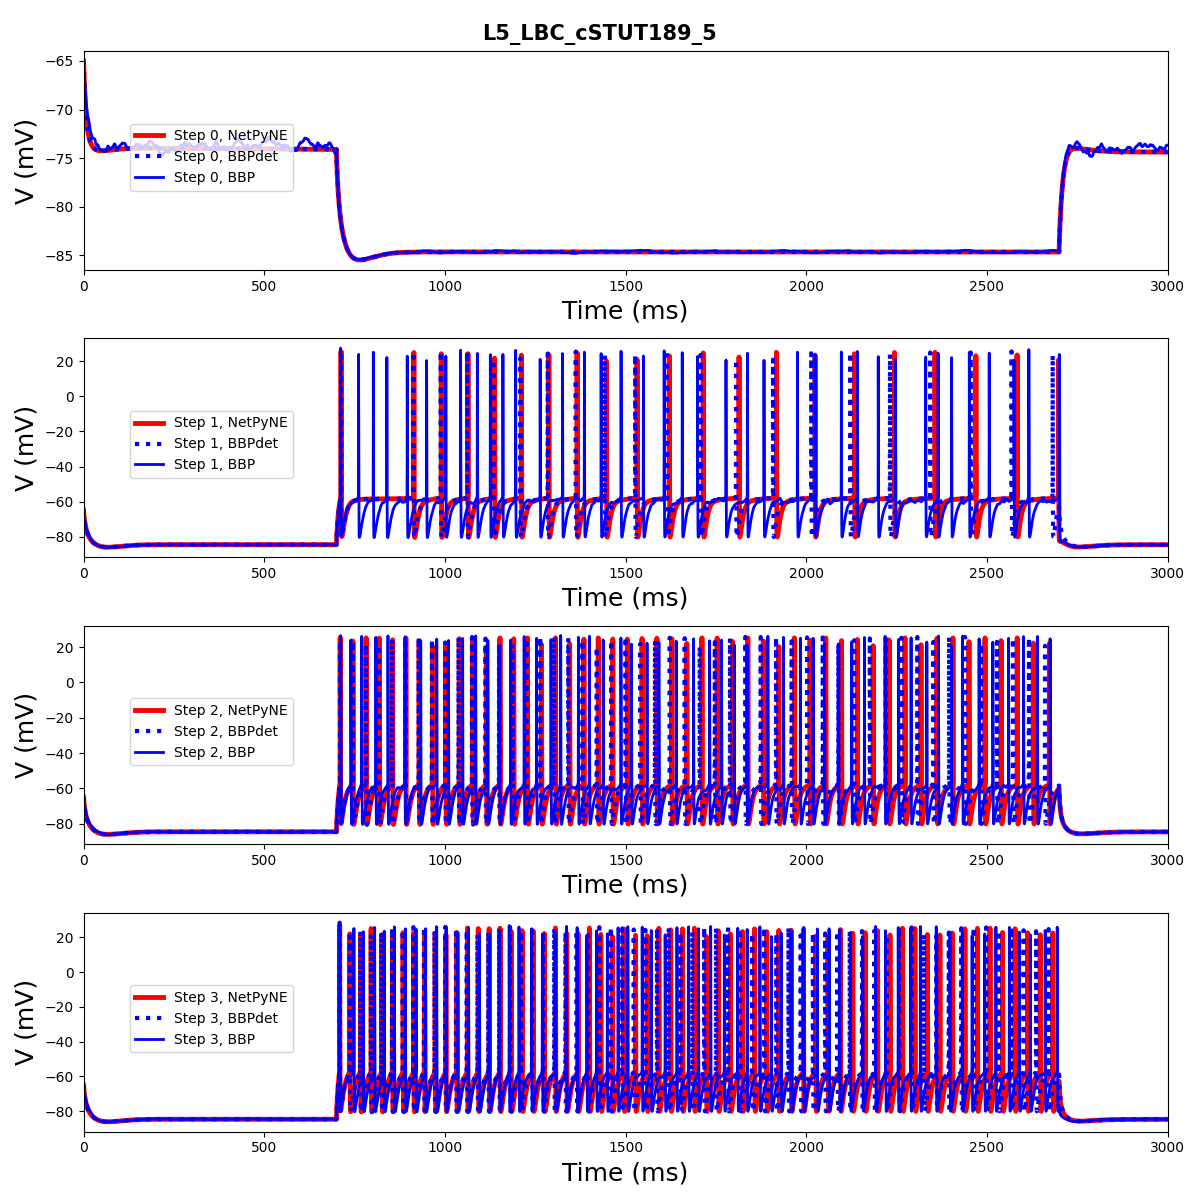 L5_LBC_cSTUT189_5
−65
−70
−75
−80
−85
V (mV)
Step 0, NetPyNE
Step 0, BBPdet
Step 0, BBP
0 500 1000 1500 2000 2500 3000
Time (ms)
20
0
−20
−40
−60
−80
V (mV)
Step 1, NetPyNE
Step 1, BBPdet
Step 1, BBP
0 500 1000 1500 2000 2500 3000
Time (ms)
20
0
−20
−40
−60
−80
V (mV)
Step 2, NetPyNE
Step 2, BBPdet
Step 2, BBP
0 500 1000 1500 2000 2500 3000
Time (ms)
20
0
−20
−40
−60
−80
V (mV)
Step 3, NetPyNE
Step 3, BBPdet
Step 3, BBP
0 500 1000 1500 2000 2500 3000
Time (ms)